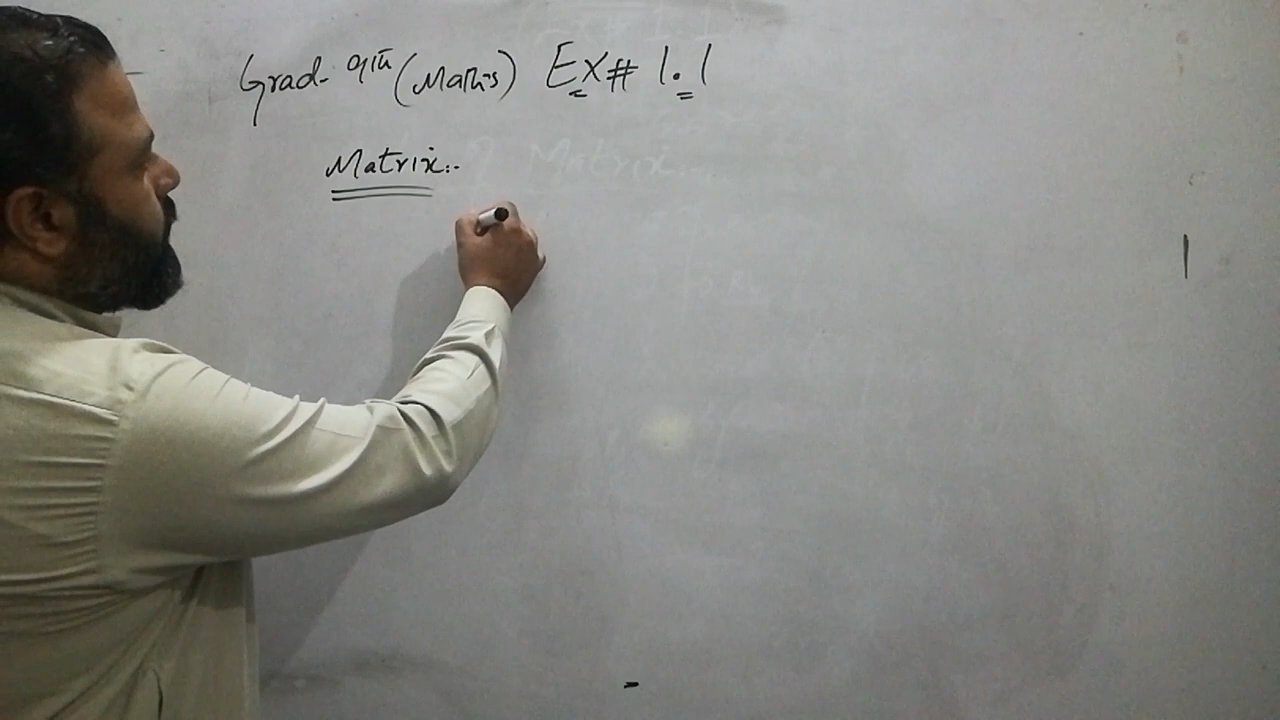 Grad- 9th (Maths) Ex# 1.1
Matrix:-